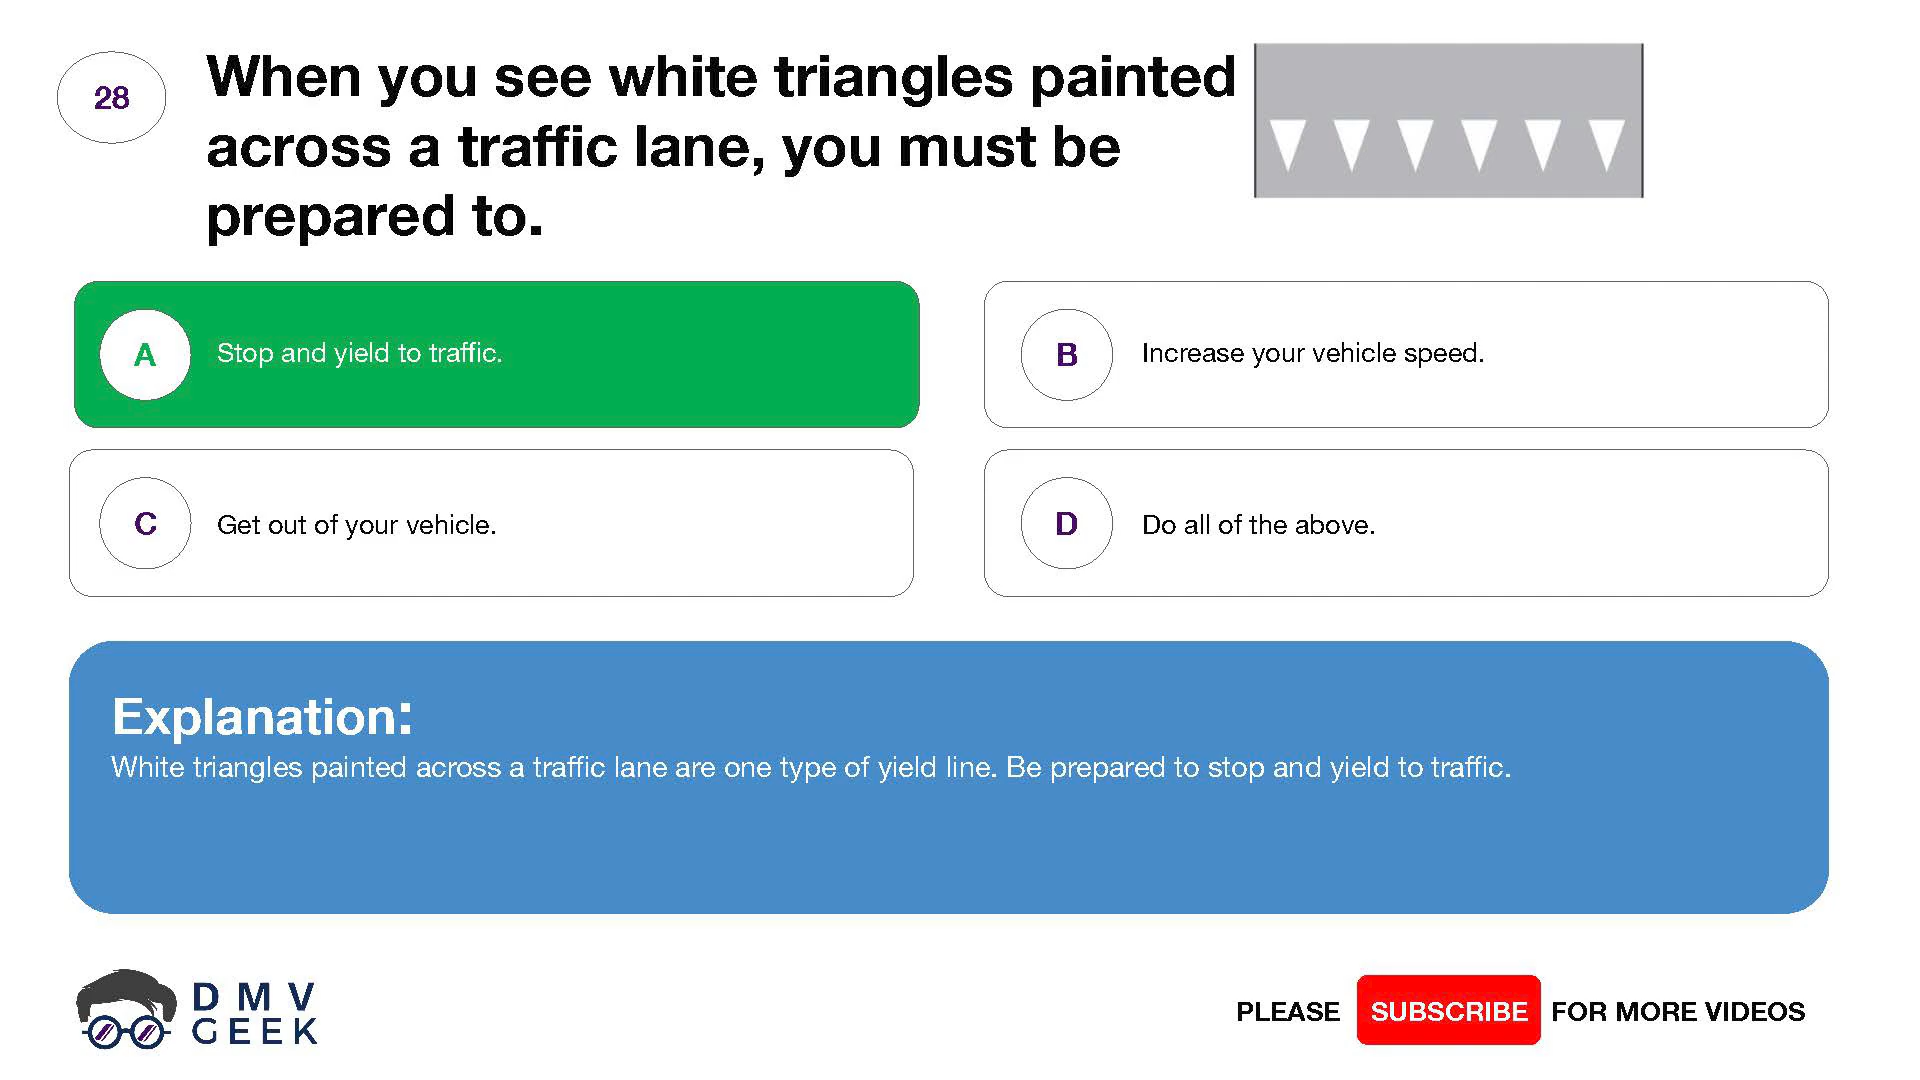 28
When you see white triangles painted
across a traffic lane, you must be
prepared to.
A
Stop and yield to traffic.
B
Increase your vehicle speed.
C
Get out of your vehicle.
D
Do all of the above.
Explanation:
White triangles painted across a traffic lane are one type of yield line. Be prepared to stop and yield to traffic.
DMV
GEEK
PLEASE SUBSCRIBE FOR MORE VIDEOS